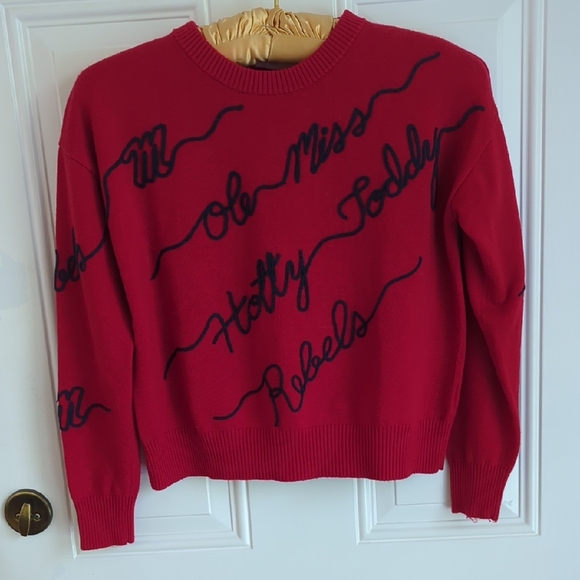 Ole Miss
Hotty Toddy
Rebels